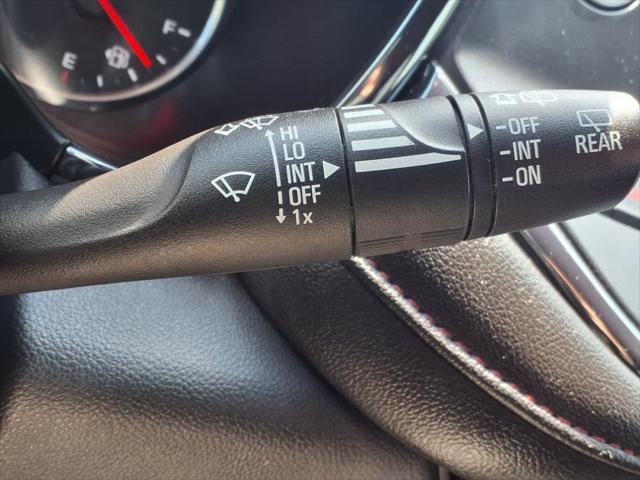 E F
HI
LO
INT
OFF
1x
-OFF
-INT
-ON
REAR